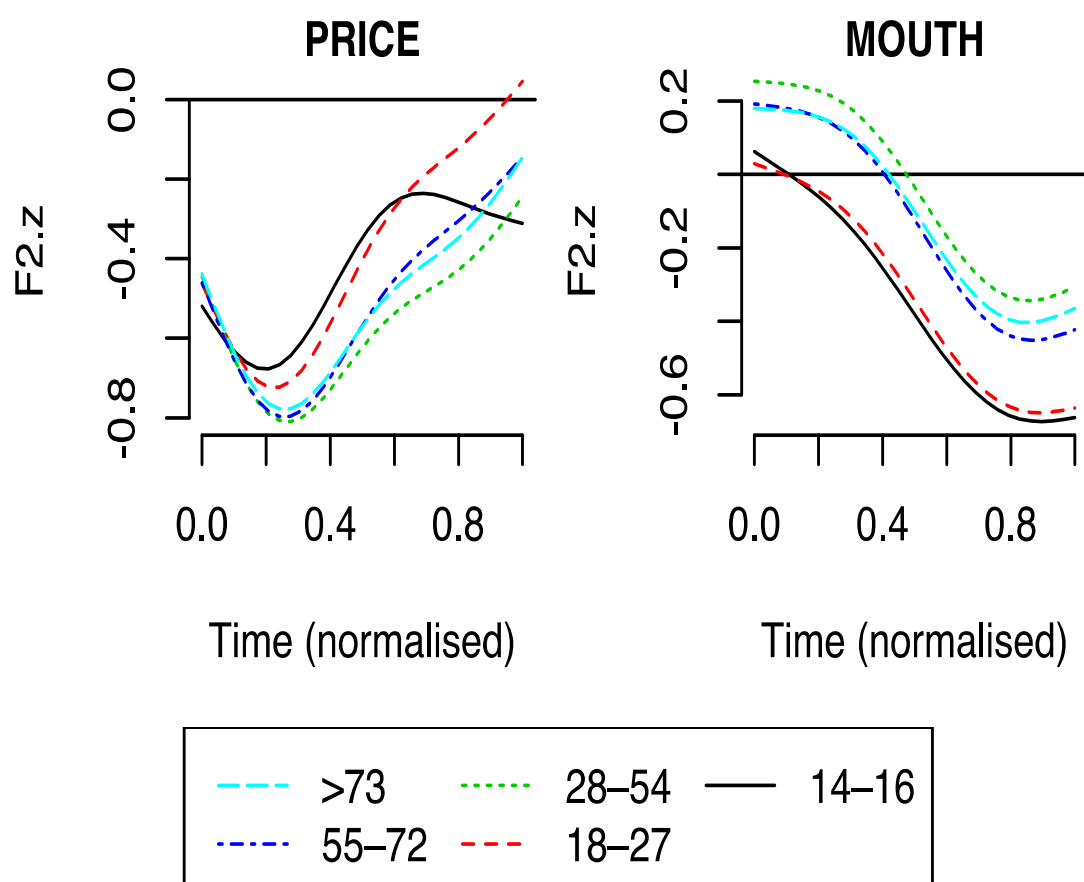 PRICE
F2.z
0.0
-0.4
-0.8
0.0 0.4 0.8
Time (normalised)
MOUTH
F2.z
0.2
-0.2
-0.6
0.0 0.4 0.8
Time (normalised)
>73 28–54 14–16
55–72 18–27